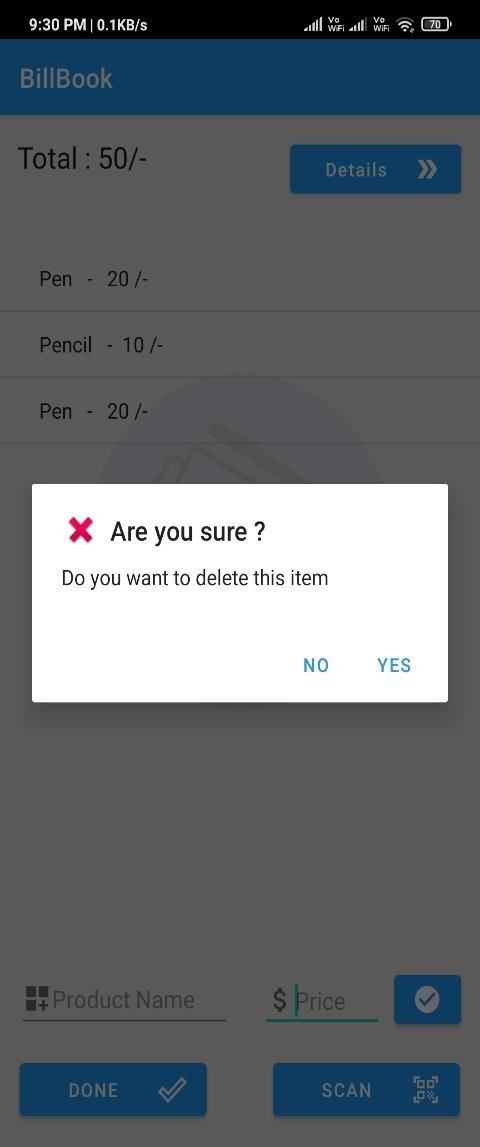 9:30 PM | 0.1KB/s Vo WiFi Vo WiFi 70
BillBook
Total : 50/-
Details
Pen - 20 /-
Pencil - 10 /-
Pen - 20 /-
Are you sure ?
Do you want to delete this item
NO YES
Product Name $ Price
DONE SCAN